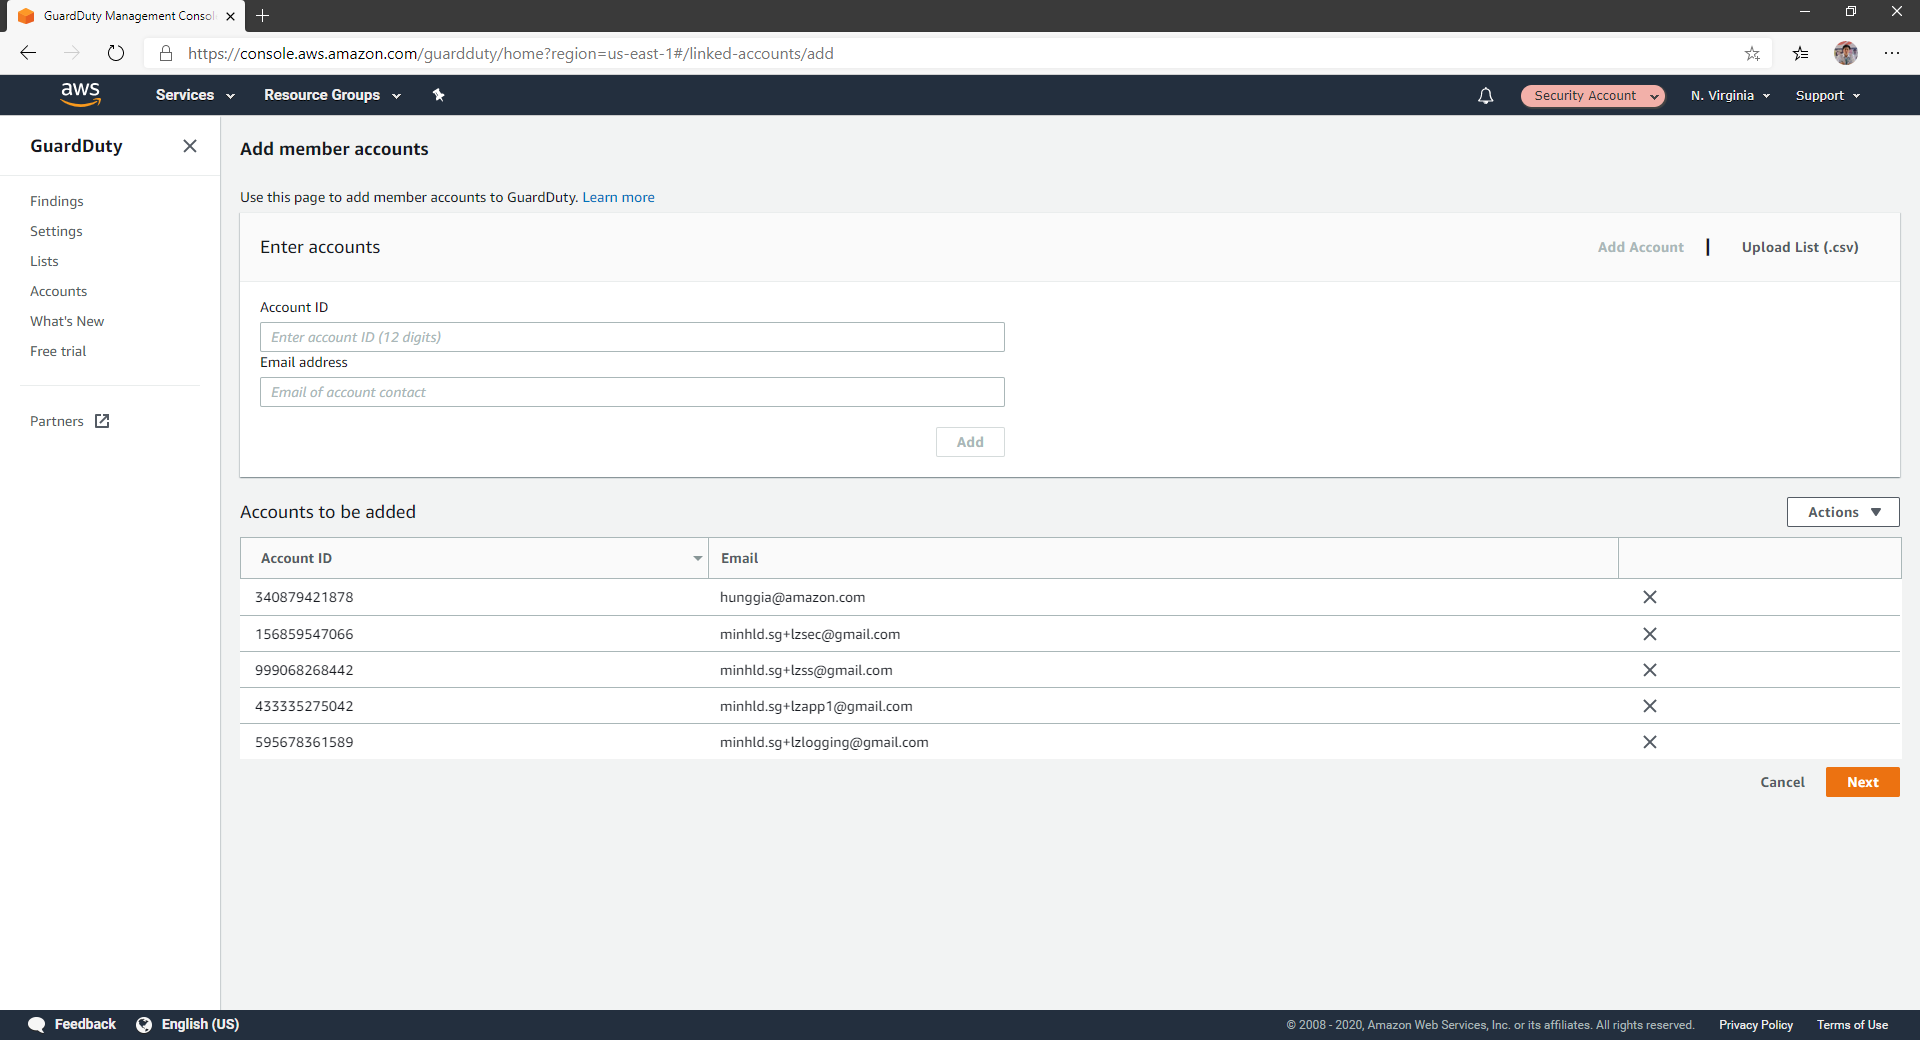 GuardDuty Management Consol
https://console.aws.amazon.com/guardduty/home?region=us-east-1#/linked-accounts/add
aws Services Resource Groups Security Account N. Virginia Support
GuardDuty
Findings
Settings
Lists
Accounts
What's New
Free trial
Partners
Add member accounts
Use this page to add member accounts to GuardDuty. Learn more
Enter accounts Add Account | Upload List (.csv)
Account ID
Enter account ID (12 digits)
Email address
Email of account contact
Add
Accounts to be added Actions
Account ID Email
340879421878 hunggia@amazon.com
156859547066 minhld.sg+lzsec@gmail.com
999068268442 minhld.sg+lzss@gmail.com
433335275042 minhld.sg+lzapp1@gmail.com
595678361589 minhld.sg+lzlogging@gmail.com
Cancel Next
Feedback English (US) © 2008 - 2020, Amazon Web Services, Inc. or its affiliates. All rights reserved. Privacy Policy Terms of Use